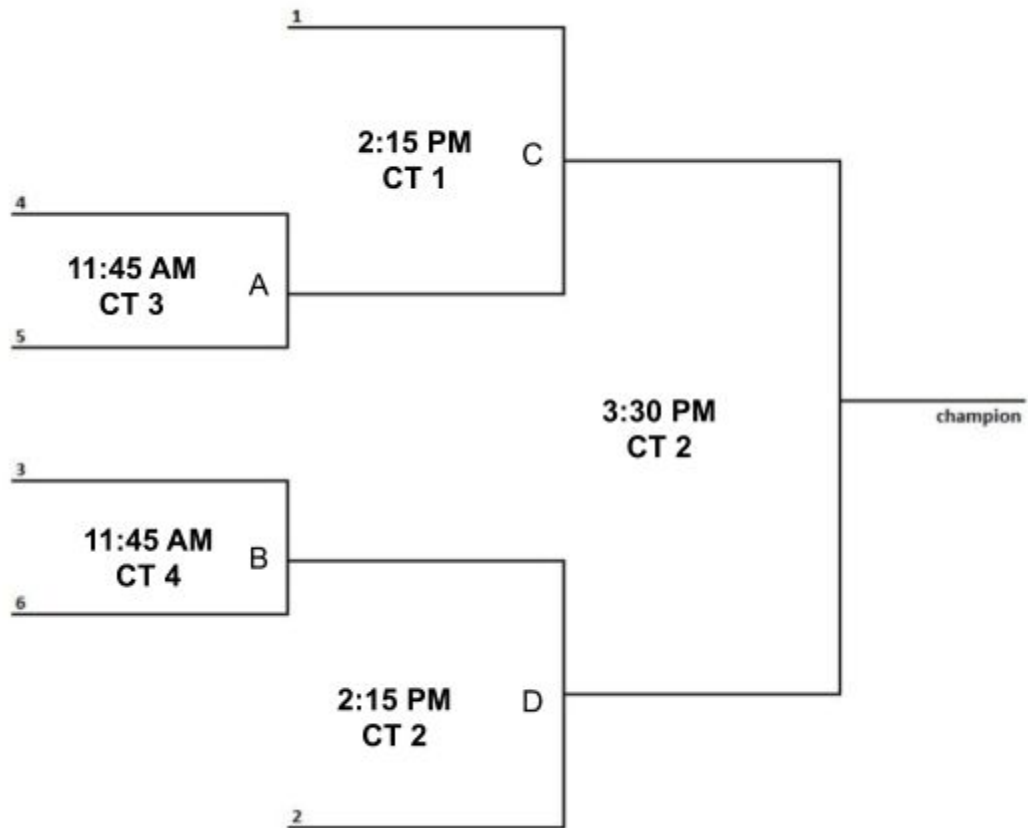 1
2:15 PM
CT 1
C
4
11:45 AM
CT 3
A
5
3:30 PM
CT 2
champion
3
11:45 AM
CT 4
B
6
2:15 PM
CT 2
D
2